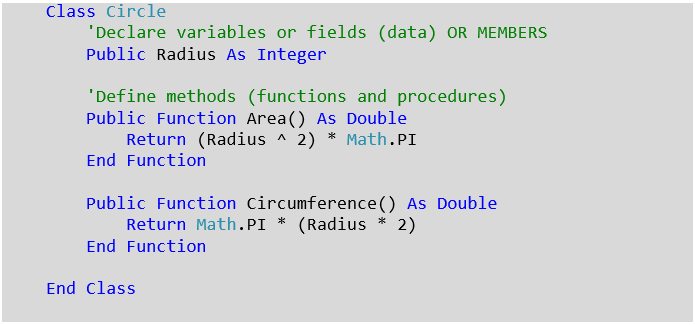 Class Circle
'Declare variables or fields (data) OR MEMBERS
Public Radius As Integer
'Define methods (functions and procedures)
Public Function Area() As Double
Return (Radius ^ 2) * Math.PI
End Function
Public Function Circumference() As Double
Return Math.PI * (Radius * 2)
End Function
End Class